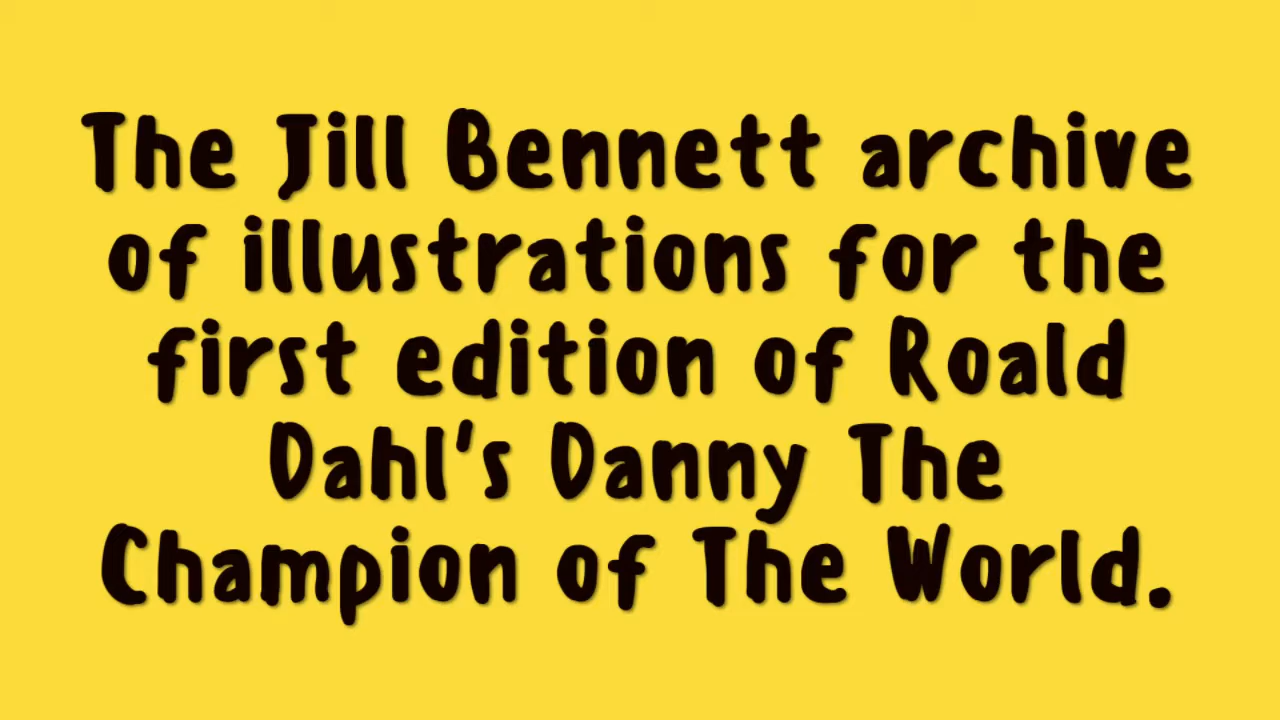 The Jill Bennett archive
of illustrations for the
first edition of Roald
Dahl's Danny The
Champion of The World.